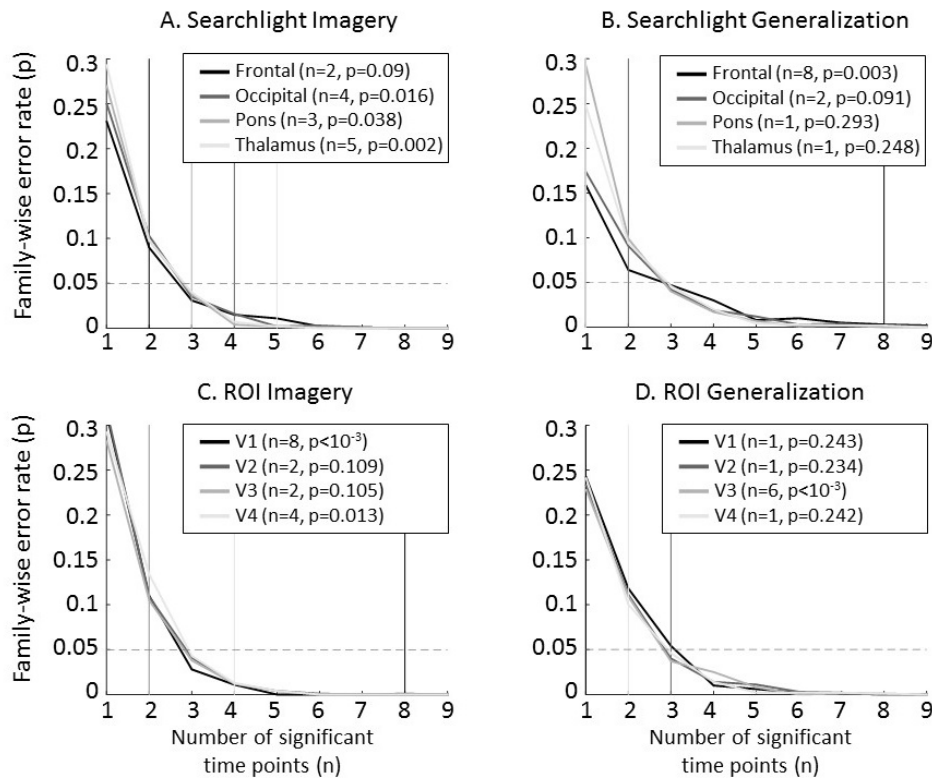 A. Searchlight Imagery
B. Searchlight Generalization
Family-wise error rate (p)
0.3
0.25
0.2
0.15
0.1
0.05
0
Frontal (n=2, p=0.09)
Occipital (n=4, p=0.016)
Pons (n=3, p=0.038)
Thalamus (n=5, p=0.002)
1 2 3 4 5 6 7 8 9
0.3
0.25
0.2
0.15
0.1
0.05
0
Frontal (n=8, p=0.003)
Occipital (n=2, p=0.091)
Pons (n=1, p=0.293)
Thalamus (n=1, p=0.248)
1 2 3 4 5 6 7 8 9
C. ROI Imagery
D. ROI Generalization
Family-wise error rate (p)
0.3
0.25
0.2
0.15
0.1
0.05
0
V1 (n=8, p<10⁻³)
V2 (n=2, p=0.109)
V3 (n=2, p=0.105)
V4 (n=4, p=0.013)
1 2 3 4 5 6 7 8 9
Number of significant
time points (n)
0.3
0.25
0.2
0.15
0.1
0.05
0
V1 (n=1, p=0.243)
V2 (n=1, p=0.234)
V3 (n=6, p<10⁻³)
V4 (n=1, p=0.242)
1 2 3 4 5 6 7 8 9
Number of significant
time points (n)